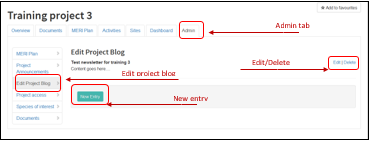 Training project 3
Add to favourites
Overview Documents MERI Plan Activities Sites Dashboard Admin
Admin tab
MERI Plan
Project Announcements
Edit Project Blog
Project access
Species of interest
Documents
Edit Project Blog
Test newsletter for training 3
Content goes here...
Edit/Delete
Edit | Delete
Edit project blog
New Entry
New entry